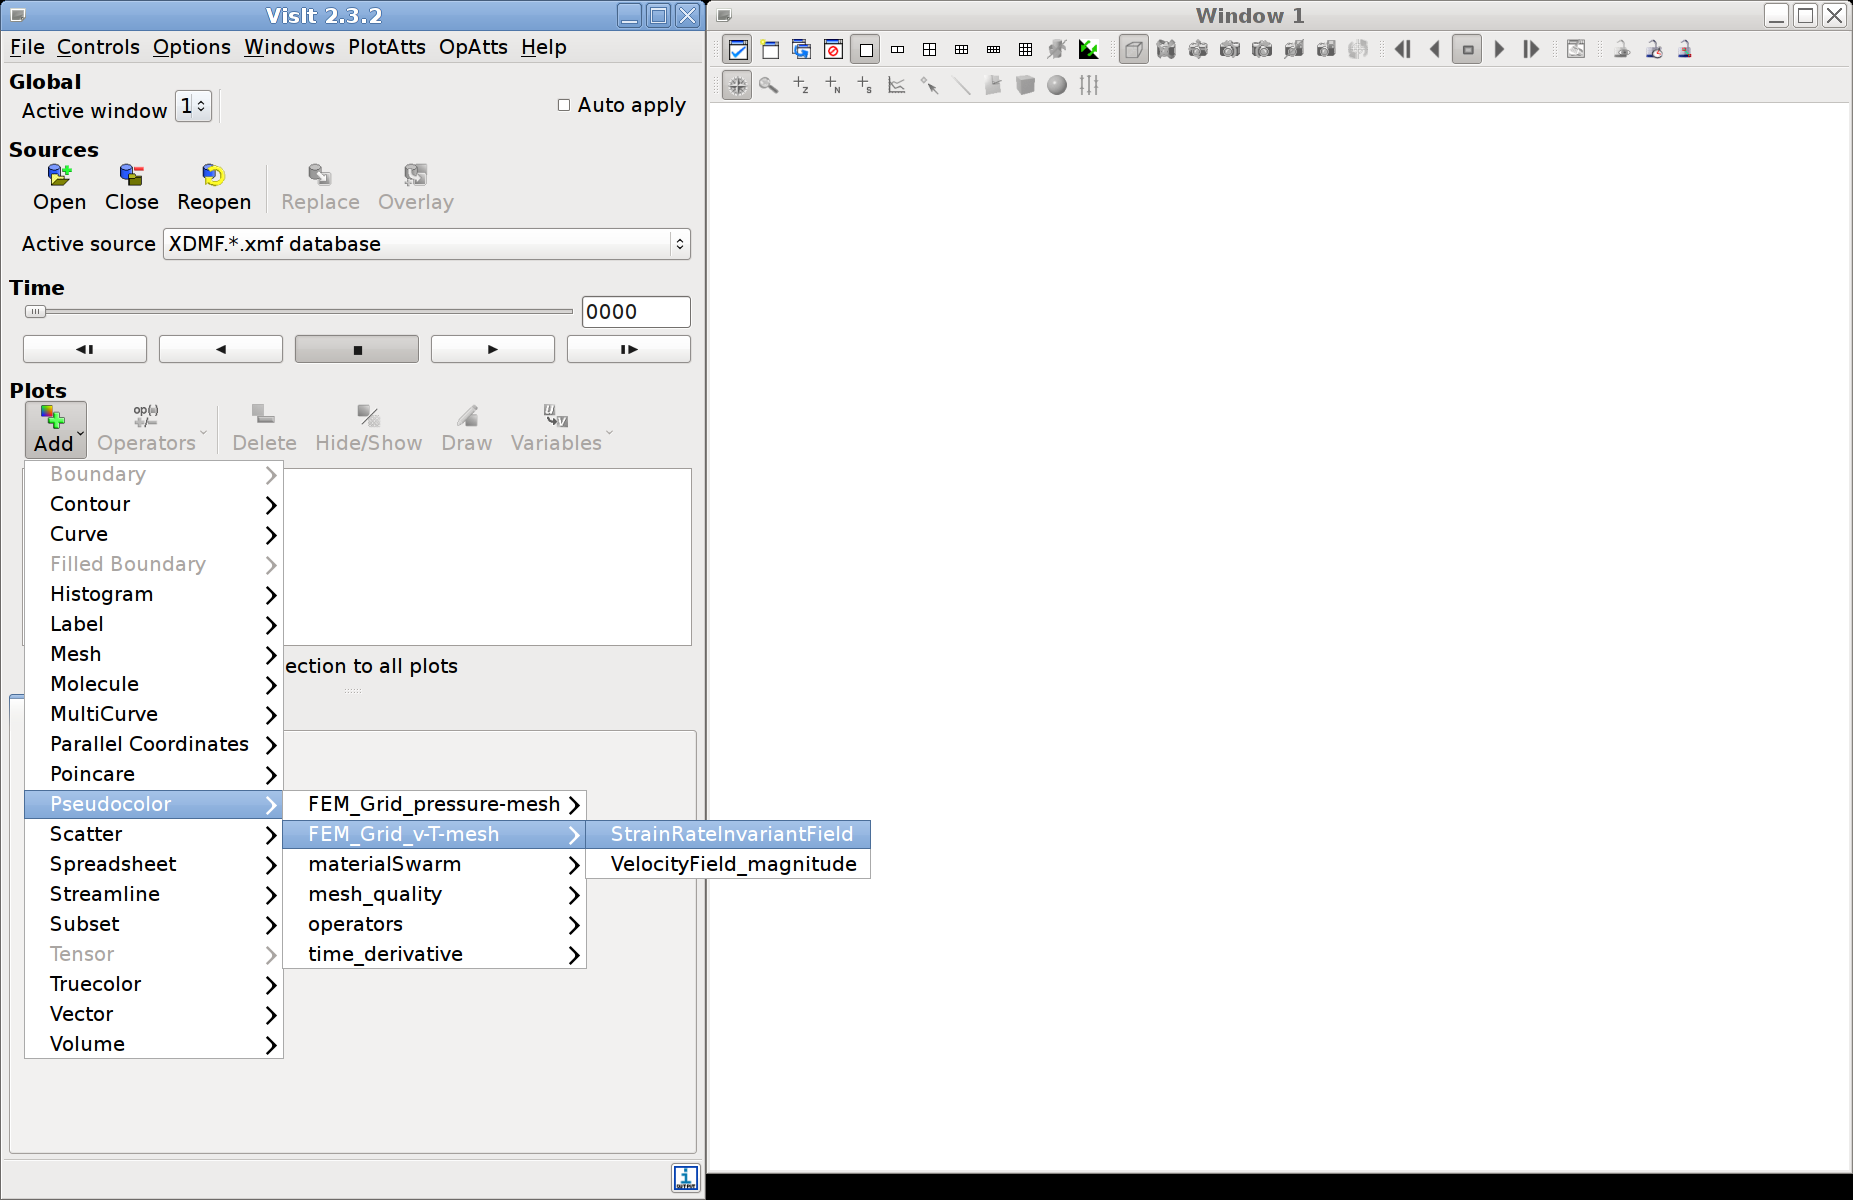 VisIt 2.3.2
File Controls Options Windows PlotAtts OpAtts Help
Global
Active window 1
Auto apply
Sources
Open Close Reopen Replace Overlay
Active source XDMF.*.xmf database
Time
0000
Plots
Add Operators Delete Hide/Show Draw Variables
Boundary
Contour
Curve
Filled Boundary
Histogram
Label
Mesh
ection to all plots
Molecule
MultiCurve
Parallel Coordinates
Poincare
Pseudocolor
Scatter
Spreadsheet
Streamline
Subset
Tensor
Truecolor
Vector
Volume
FEM_Grid_pressure-mesh
FEM_Grid_v-T-mesh
materialSwarm
mesh_quality
operators
time_derivative
StrainRateInvariantField
VelocityField_magnitude
Window 1